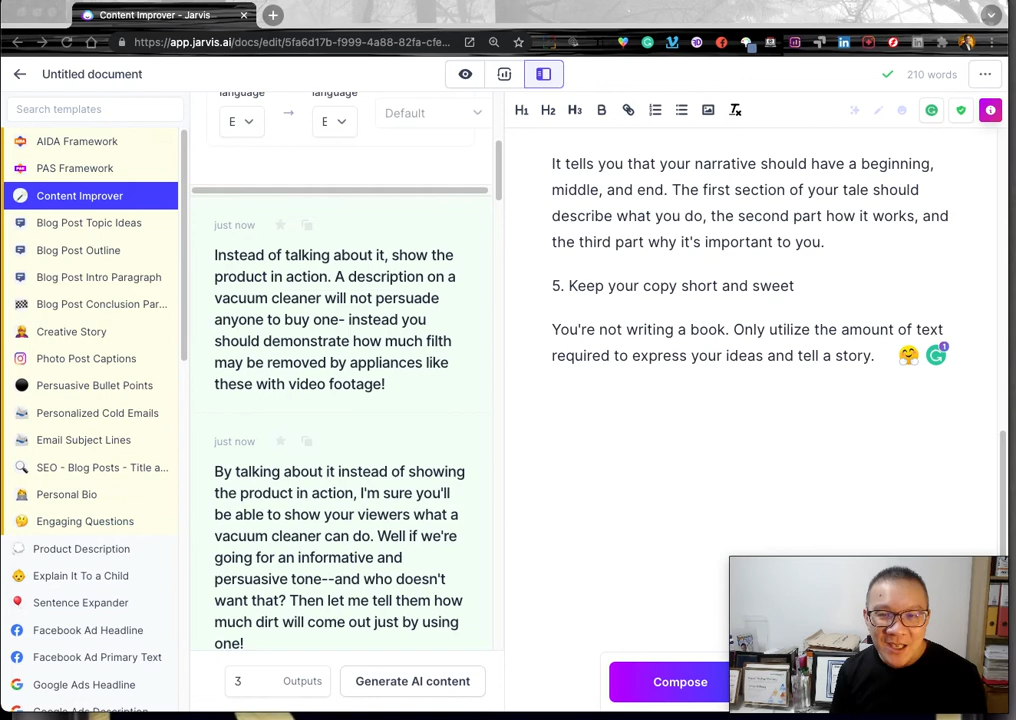 Content Improver - Jarvis
https://app.jarvis.ai/docs/edit/5fa6d17b-f999-4a88-82fa-cfe...
Untitled document
210 words
Search templates
AIDA Framework
PAS Framework
Content Improver
Blog Post Topic Ideas
Blog Post Outline
Blog Post Intro Paragraph
Blog Post Conclusion Par...
Creative Story
Photo Post Captions
Persuasive Bullet Points
Personalized Cold Emails
Email Subject Lines
SEO - Blog Posts - Title a...
Personal Bio
Engaging Questions
Product Description
Explain It To a Child
Sentence Expander
Facebook Ad Headline
Facebook Ad Primary Text
Google Ads Headline
Google Ads Description
language
language
E
E
Default
just now
Instead of talking about it, show the
product in action. A description on a
vacuum cleaner will not persuade
anyone to buy one- instead you
should demonstrate how much filth
may be removed by appliances like
these with video footage!
just now
By talking about it instead of showing
the product in action, I'm sure you'll
be able to show your viewers what a
vacuum cleaner can do. Well if we're
going for an informative and
persuasive tone--and who doesn't
want that? Then let me tell them how
much dirt will come out just by using
one!
3
Outputs
Generate AI content
H1
H2
H3
B
It tells you that your narrative should have a beginning,
middle, and end. The first section of your tale should
describe what you do, the second part how it works, and
the third part why it's important to you.
5. Keep your copy short and sweet
You're not writing a book. Only utilize the amount of text
required to express your ideas and tell a story.
1
Compose